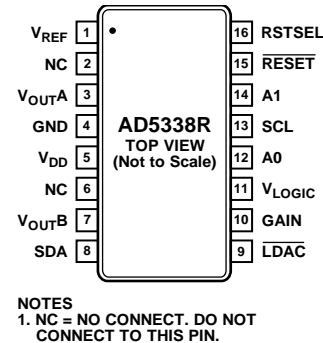 VREF 1
NC 2
VOUTA 3
GND 4
VDD 5
NC 6
VOUTB 7
SDA 8
AD5338R
TOP VIEW
(Not to Scale)
16 RSTSEL
15 RESET
14 A1
13 SCL
12 A0
11 VLOGIC
10 GAIN
9 LDAC
NOTES
1. NC = NO CONNECT. DO NOT
CONNECT TO THIS PIN.